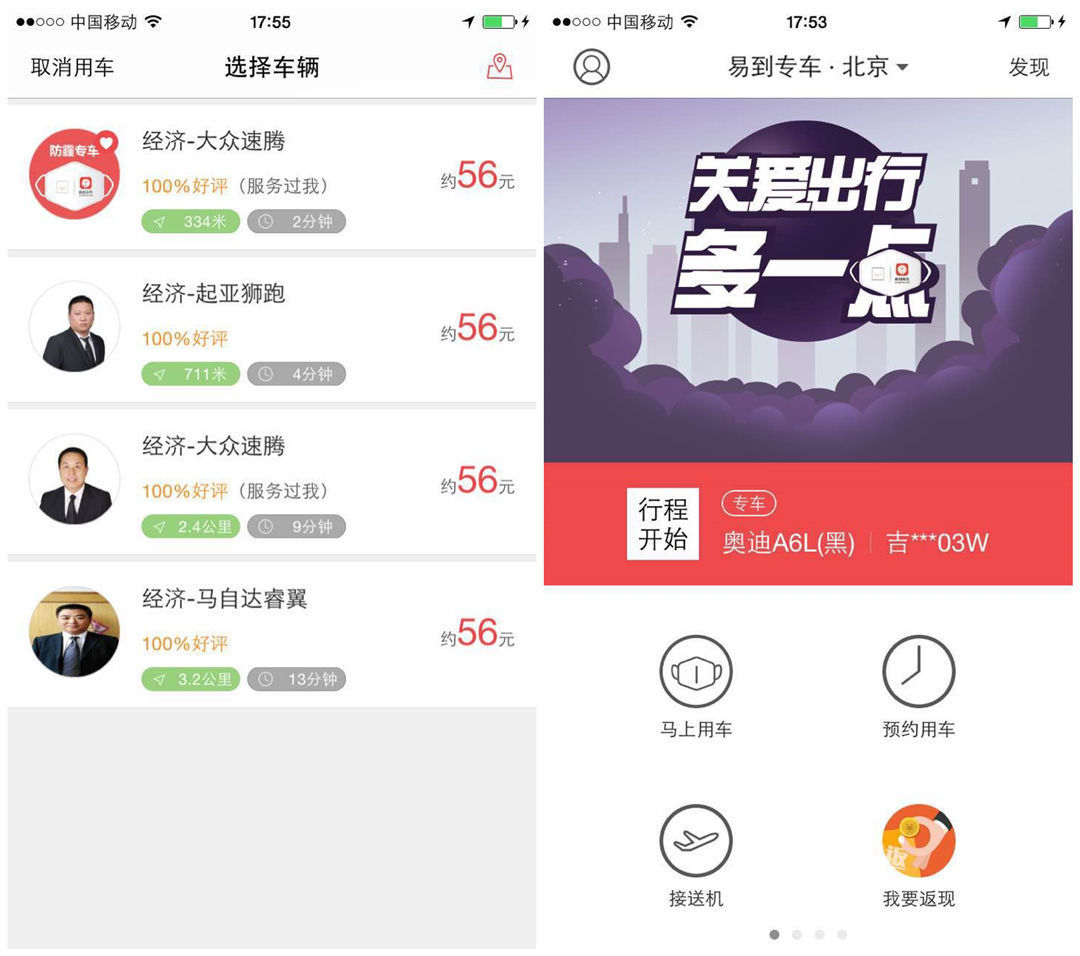 中国移动
17:55
取消用车
选择车辆
防霾专车
经济-大众速腾
100%好评（服务过我）
334米
2分钟
约56元
经济-起亚狮跑
100%好评
711米
4分钟
约56元
经济-大众速腾
100%好评（服务过我）
2.4公里
9分钟
约56元
经济-马自达睿翼
100%好评
3.2公里
13分钟
约56元
中国移动
17:53
易到专车·北京
发现
关爱出行
多一点
行程
开始
专车
奥迪A6L(黑)
吉***03W
马上用车
预约用车
接送机
返
我要返现